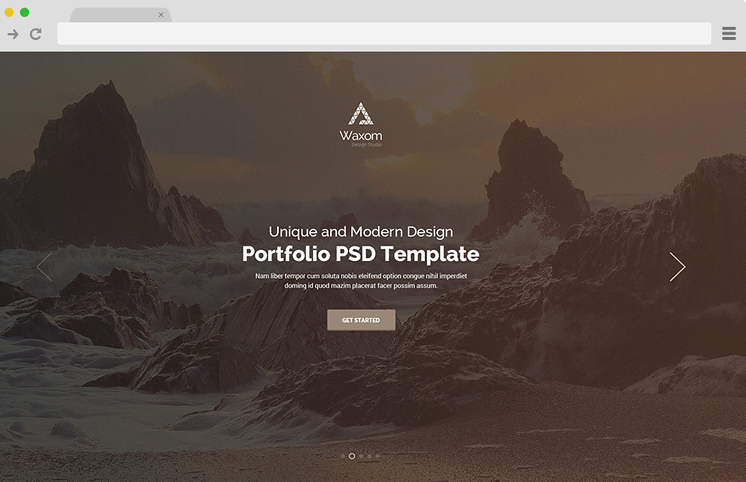 Waxom
Design Studio
Unique and Modern Design
Portfolio PSD Template
Nam liber tempor cum soluta nobis eleifend option congue nihil imperdiet
doming id quod mazim placerat facer possim assum.
GET STARTED